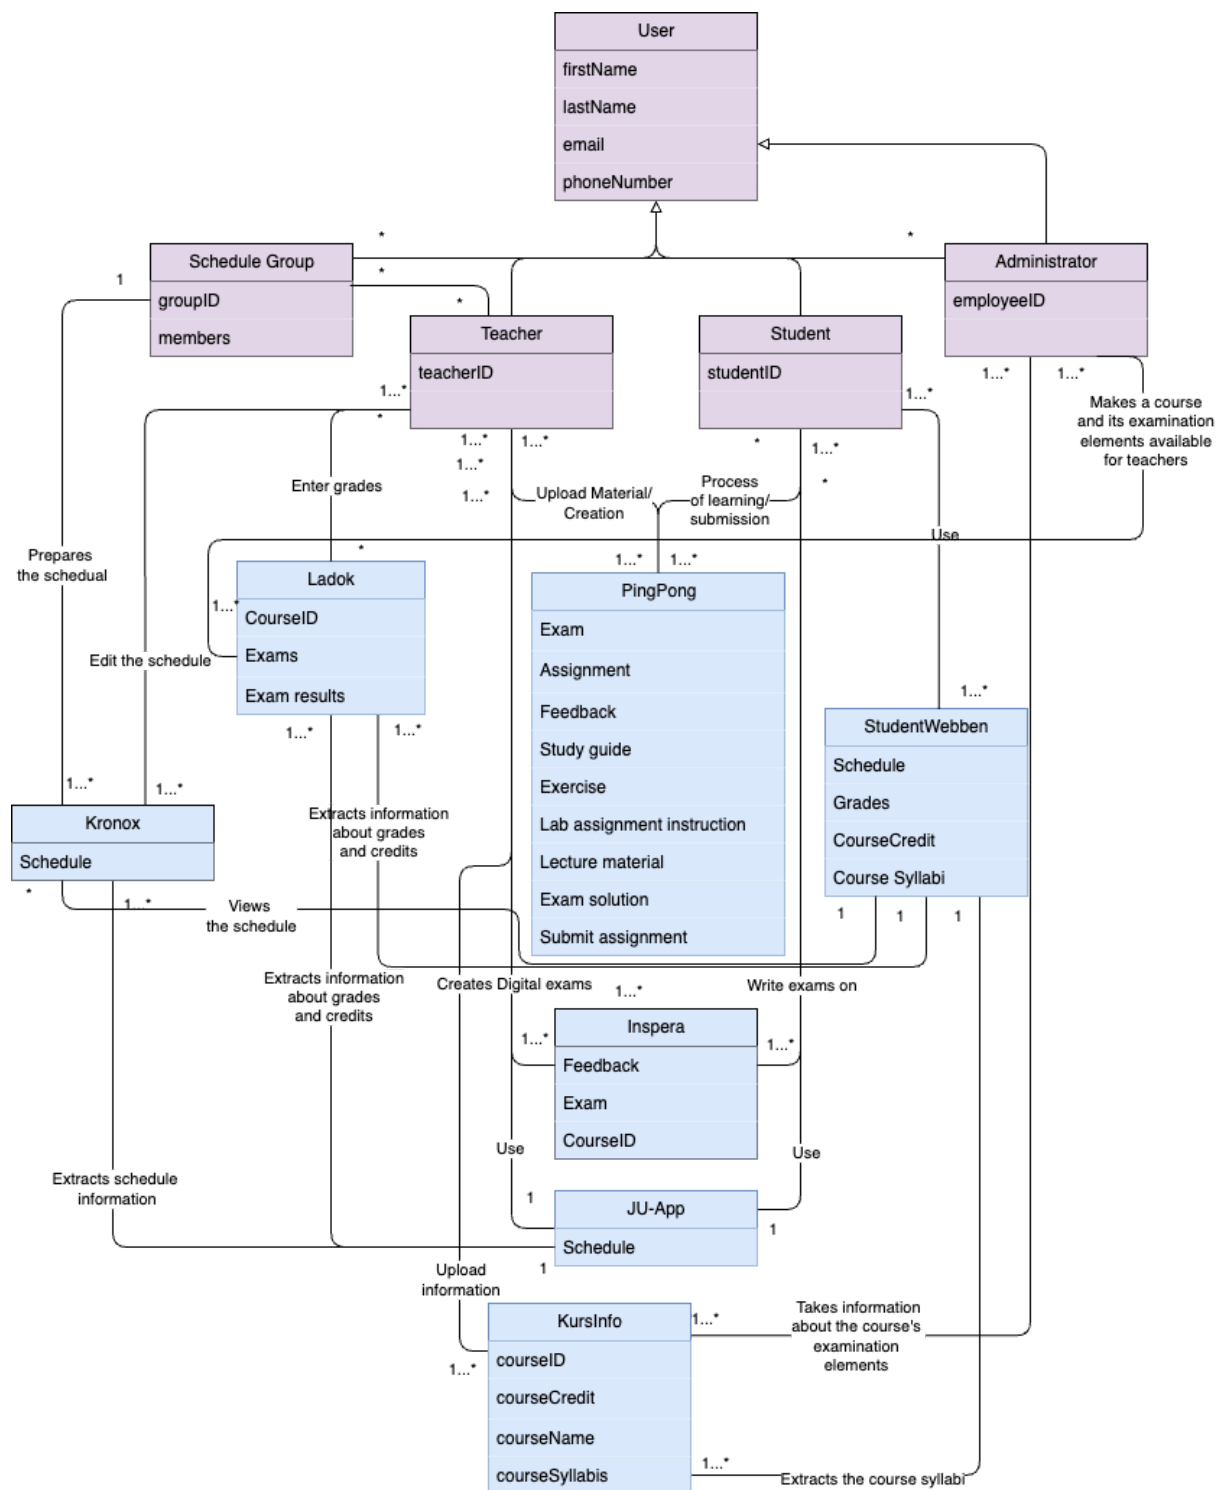 User
firstName
lastName
email
phoneNumber
*
*
Schedule Group
groupID
members
1
*
*
Administrator
employeeID
Teacher
teacherID
Student
studentID
1...*
*
1...*
1...*
1...*
1...*
1...*
*
1...*
*
1...*
1...*
Makes a course
and its examination
elements available
for teachers
Enter grades
Upload Material/
Creation
Process
of learning/
submission
Use
*
1...*
1...*
Prepares
the schedual
Ladok
CourseID
Exams
Exam results
1...*
Edit the schedule
PingPong
Exam
Assignment
Feedback
Study guide
Exercise
Lab assignment instruction
Lecture material
Exam solution
Submit assignment
1...*
StudentWebben
Schedule
Grades
CourseCredit
Course Syllabi
1...*
1...*
1...*
1...*
Kronox
Schedule
Extracts information
about grades
and credits
*
1...*
Views
the schedule
1
1
1
Extracts information
about grades
and credits
Creates Digital exams
1...*
Write exams on
Inspera
Feedback
Exam
CourseID
1...*
1...*
Use
Use
Extracts schedule
information
1
JU-App
Schedule
1
1
Upload
information
KursInfo
courseID
courseCredit
courseName
courseSyllabis
1...*
Takes information
about the course's
examination
elements
1...*
1...*
Extracts the course syllabi